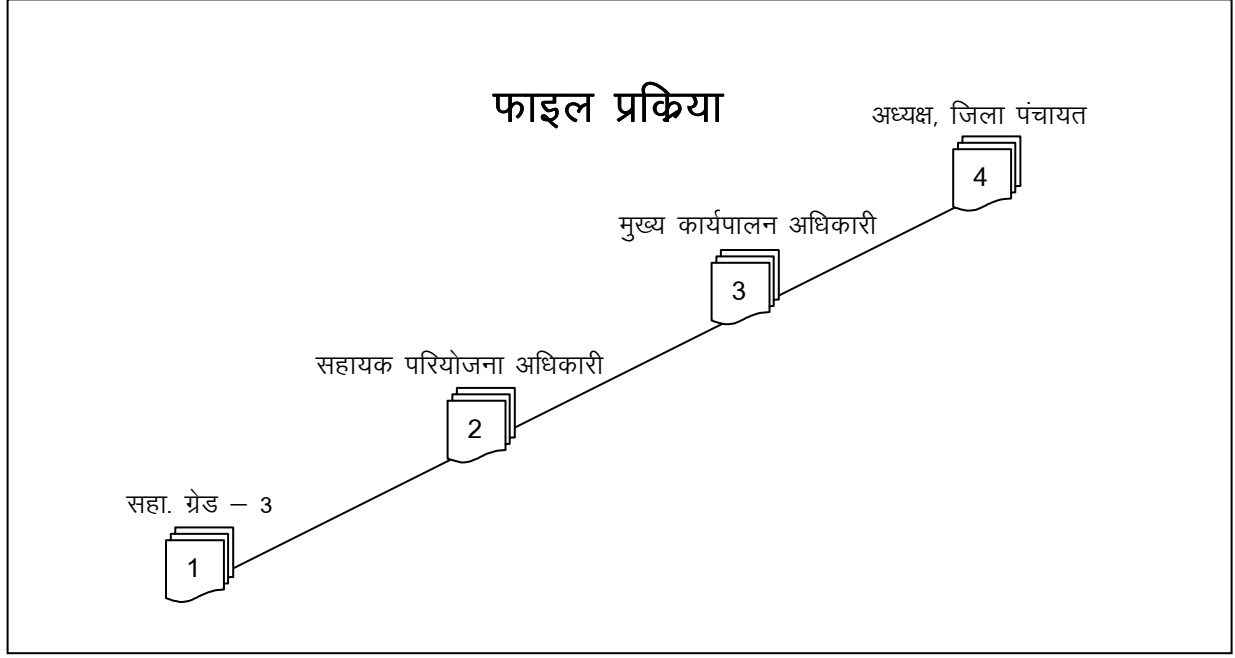 फाइल प्रक्रिया
अध्यक्ष, जिला पंचायत
4
मुख्य कार्यपालन अधिकारी
3
सहायक परियोजना अधिकारी
2
सहा. ग्रेड – 3
1